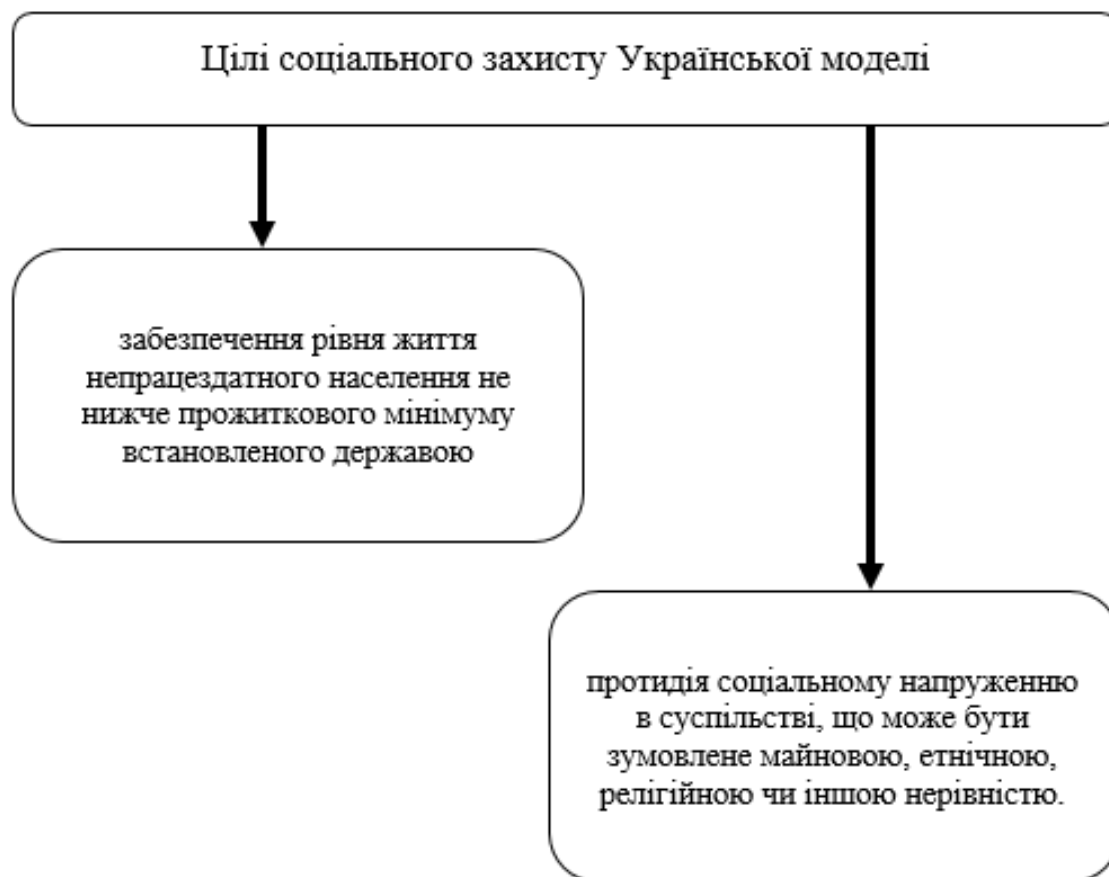 Цілі соціального захисту Української моделі
забезпечення рівня життя
непрацездатного населення не
нижче прожиткового мінімуму
встановленого державою
протидія соціальному напруженню
в суспільстві, що може бути
зумовлене майновою, етнічною,
релігійною чи іншою нерівністю.